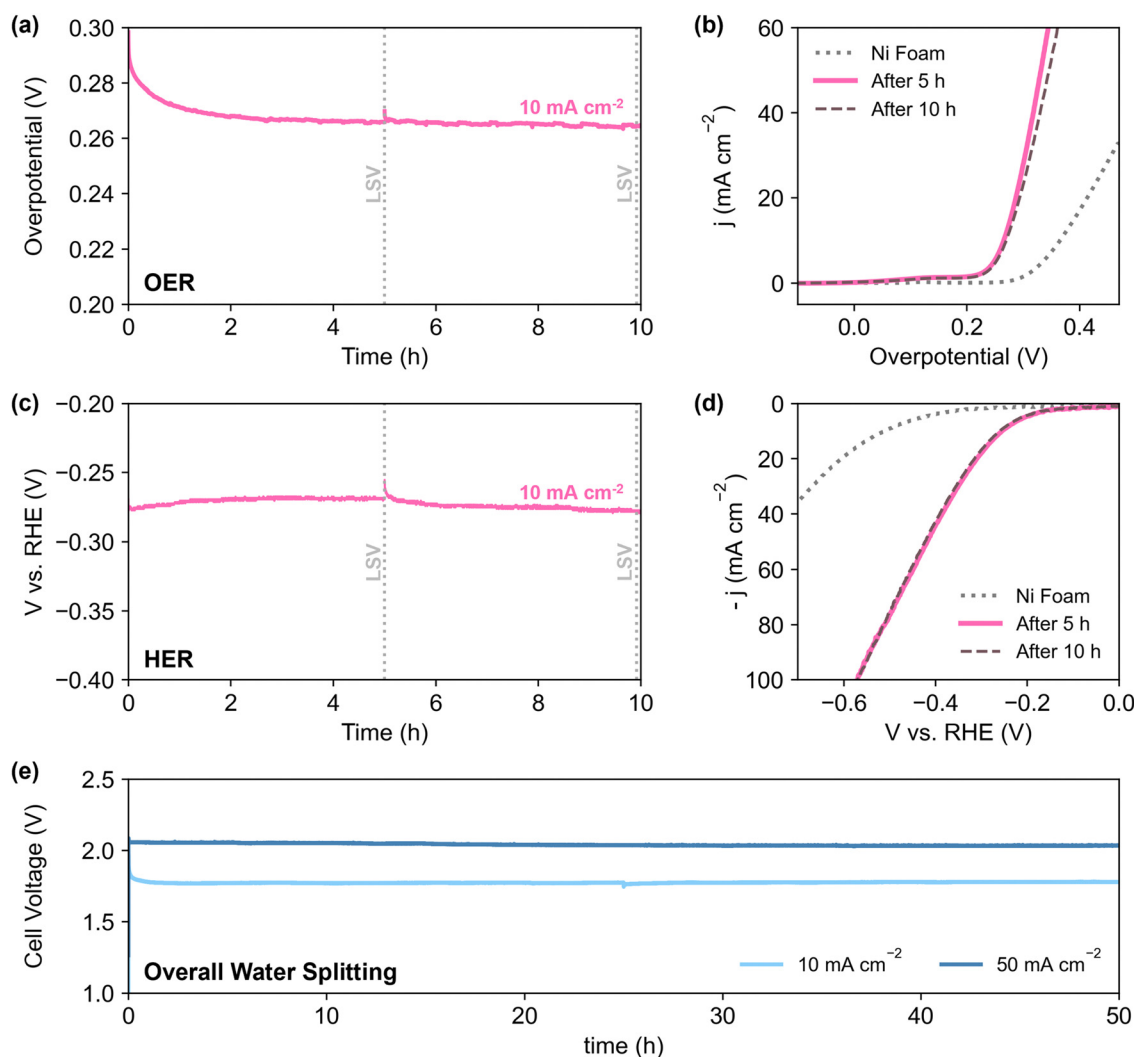 (a)
0.30
0.28
0.26
0.24
0.22
0.20
Overpotential (V)
10 mA cm⁻²
LSV
LSV
OER
0
2
4
6
8
10
Time (h)
(b)
60
40
20
0
j (mA cm⁻²)
Ni Foam
After 5 h
After 10 h
0.0
0.2
0.4
Overpotential (V)
(c)
−0.20
−0.25
−0.30
−0.35
−0.40
V vs. RHE (V)
10 mA cm⁻²
LSV
LSV
HER
0
2
4
6
8
10
Time (h)
(d)
0
20
40
60
80
100
- j (mA cm⁻²)
Ni Foam
After 5 h
After 10 h
−0.6
−0.4
−0.2
0.0
V vs. RHE (V)
(e)
2.5
2.0
1.5
1.0
Cell Voltage (V)
Overall Water Splitting
10 mA cm⁻²
50 mA cm⁻²
0
10
20
30
40
50
time (h)